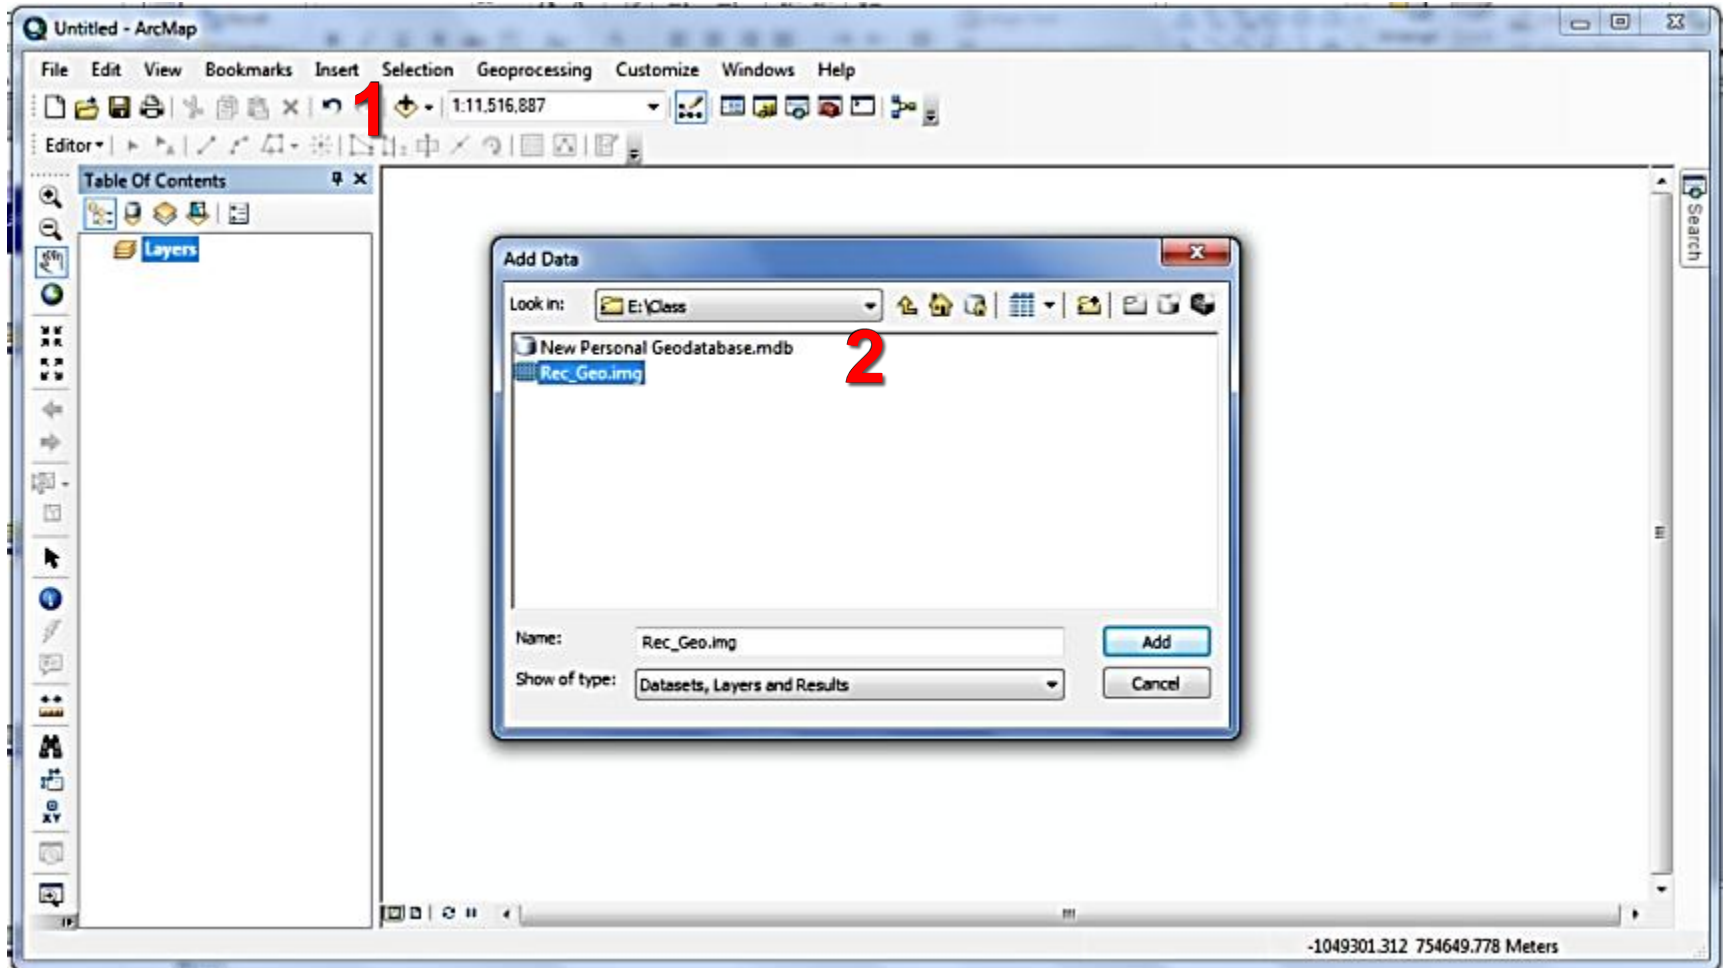 Untitled - ArcMap
File Edit View Bookmarks Insert Selection Geoprocessing Customize Windows Help
1
1:11,516,887
Editor
Table Of Contents
Layers
Search
Add Data
Look in: E:\Class
New Personal Geodatabase.mdb
2
Rec_Geo.img
Name: Rec_Geo.img Add
Show of type: Datasets, Layers and Results Cancel
XY
-1049301.312 754649.778 Meters